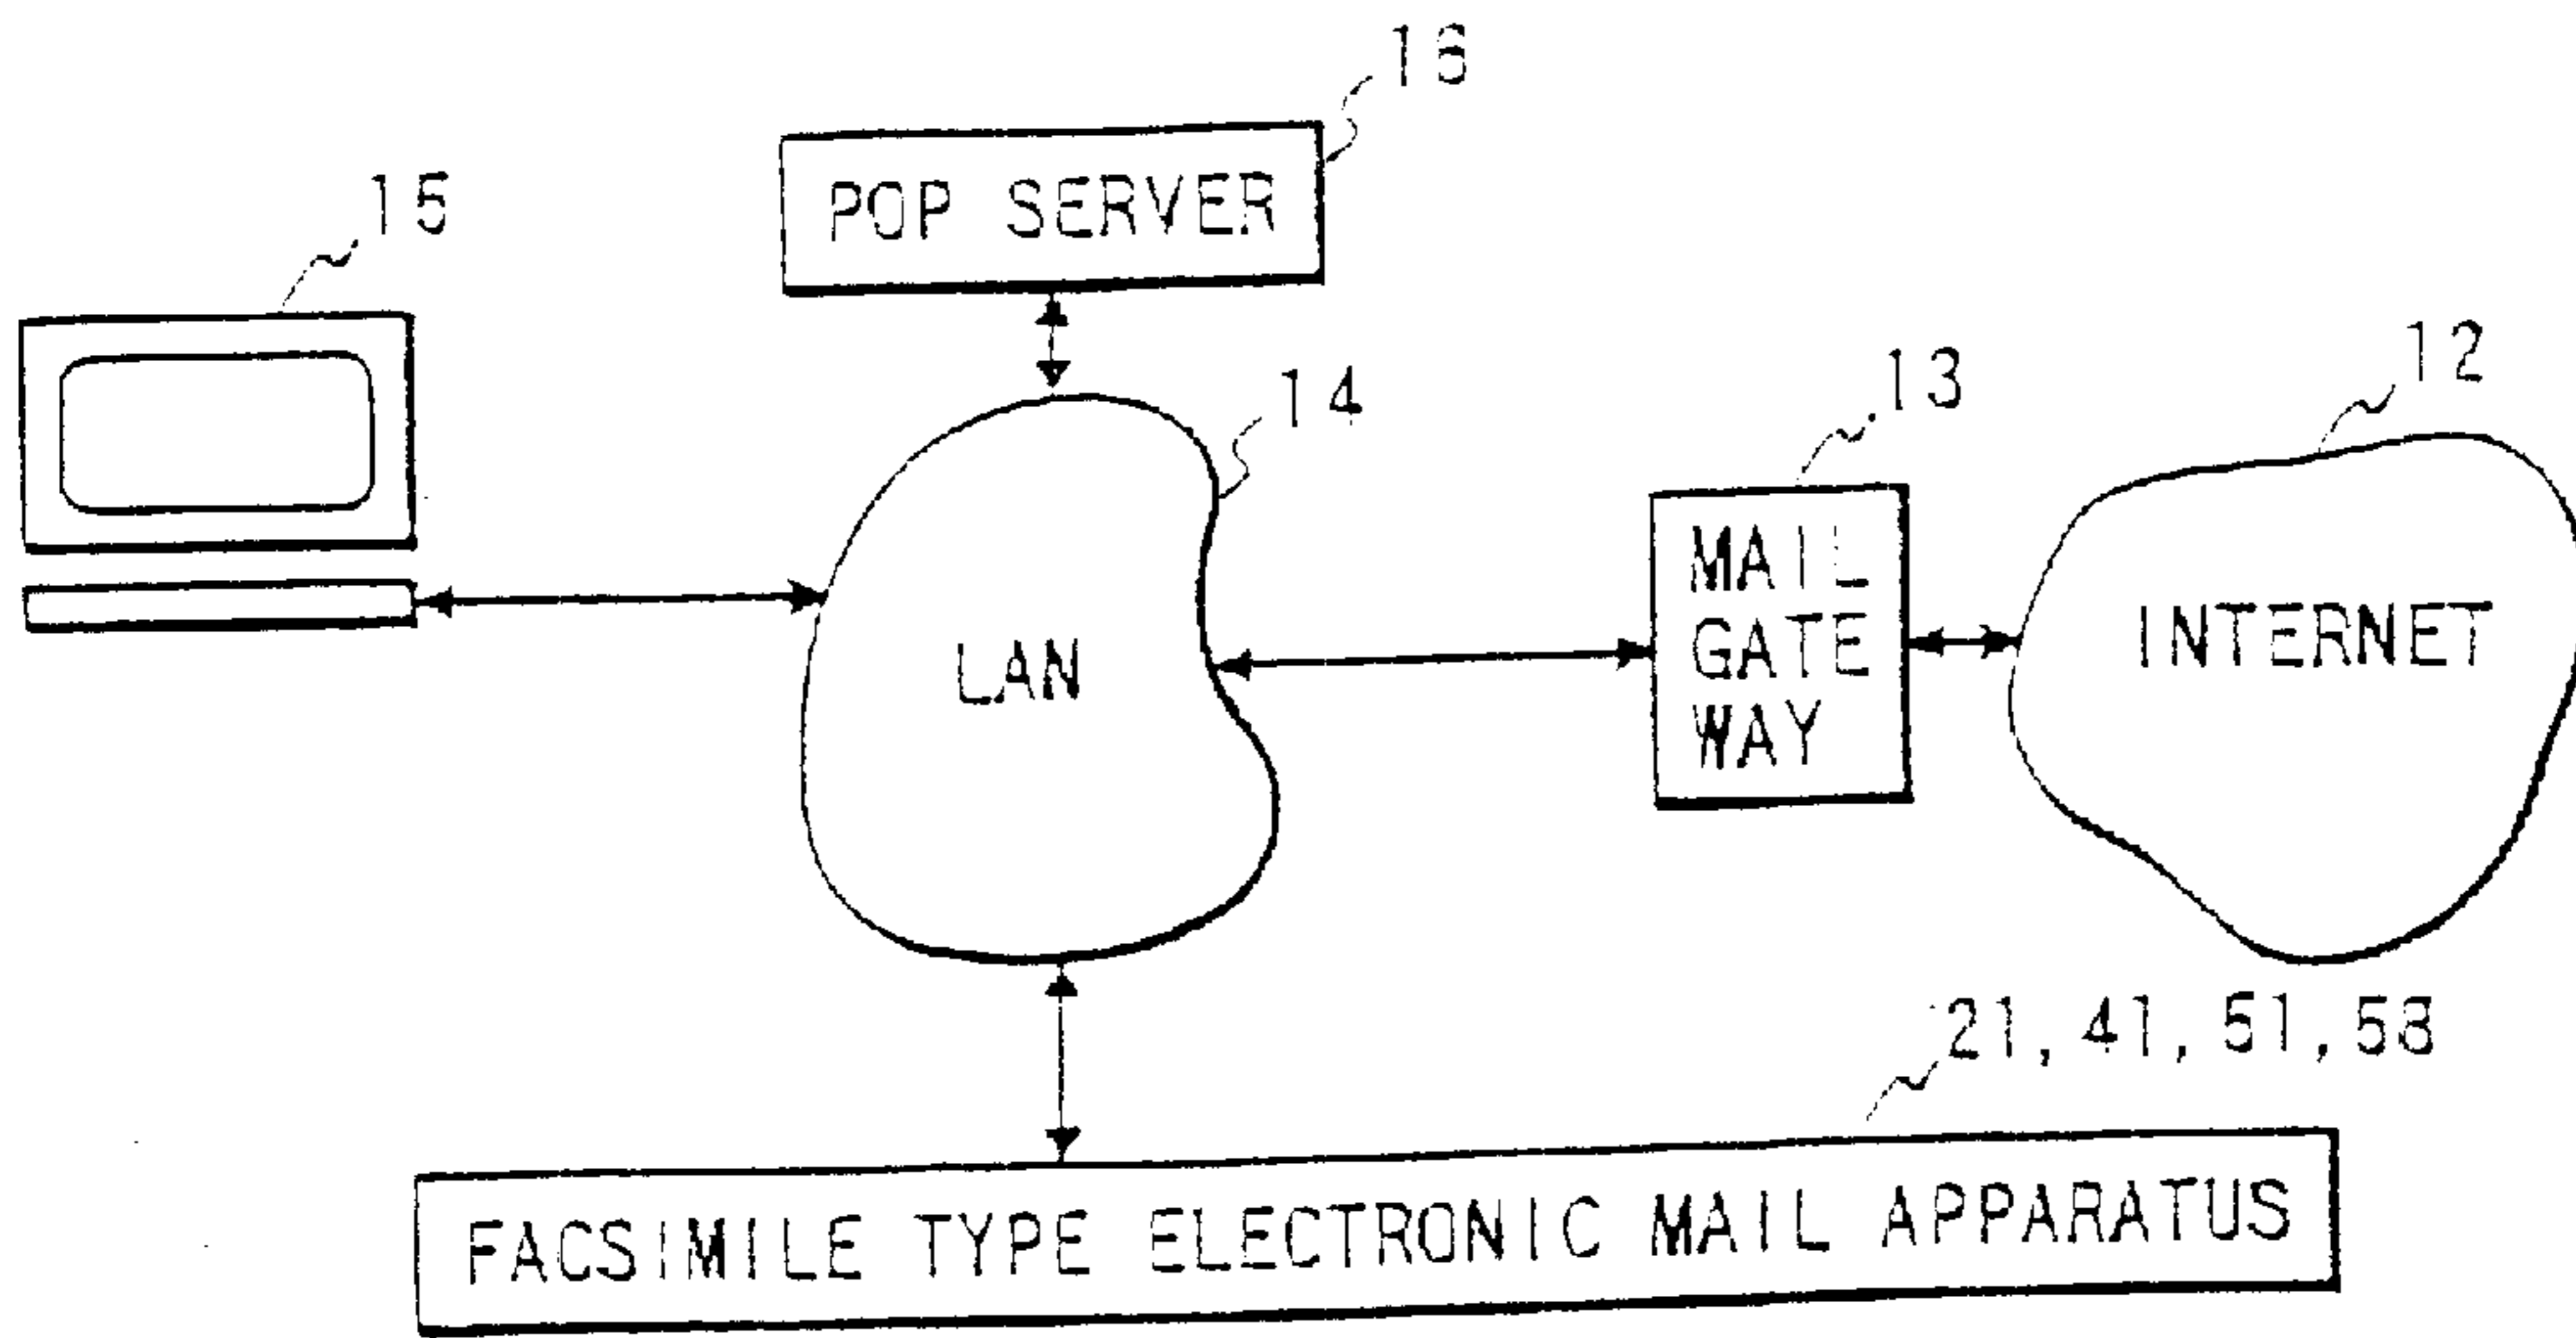 16
POP SERVER
15
14
13
12
MAIL
GATE
WAY
INTERNET
LAN
21, 41, 51, 58
FACSIMILE TYPE ELECTRONIC MAIL APPARATUS